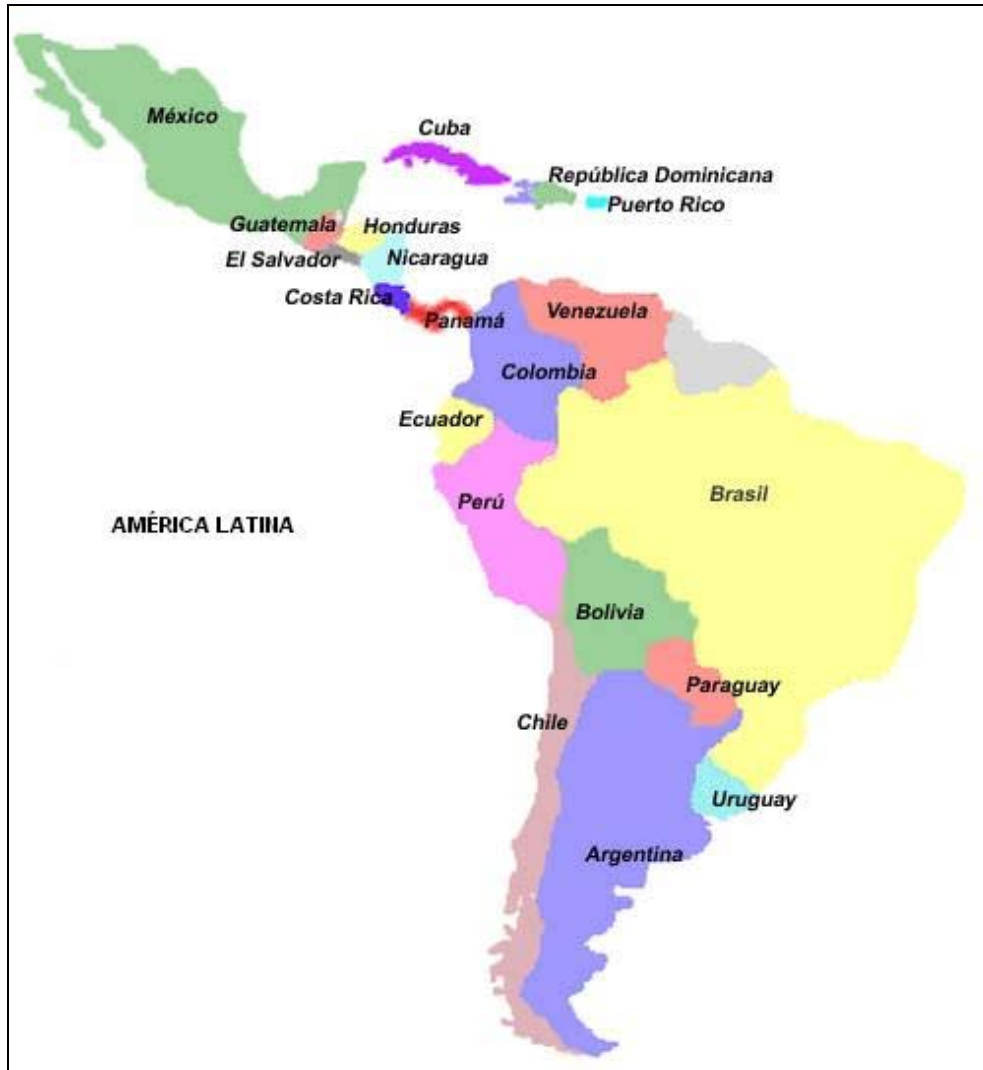 México
Cuba
República Dominicana
Puerto Rico
Guatemala
Honduras
El Salvador
Nicaragua
Costa Rica
Panamá
Venezuela
Colombia
Ecuador
Perú
Brasil
AMÉRICA LATINA
Bolivia
Paraguay
Chile
Uruguay
Argentina